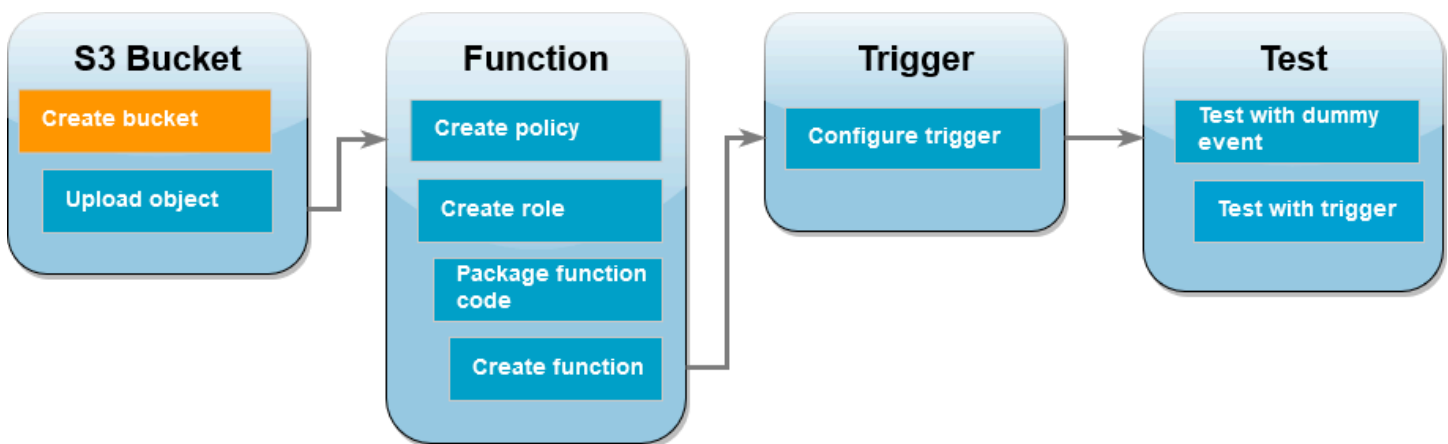 S3 Bucket
Create bucket
Upload object
Function
Create policy
Create role
Package function
code
Create function
Trigger
Configure trigger
Test
Test with dummy
event
Test with trigger